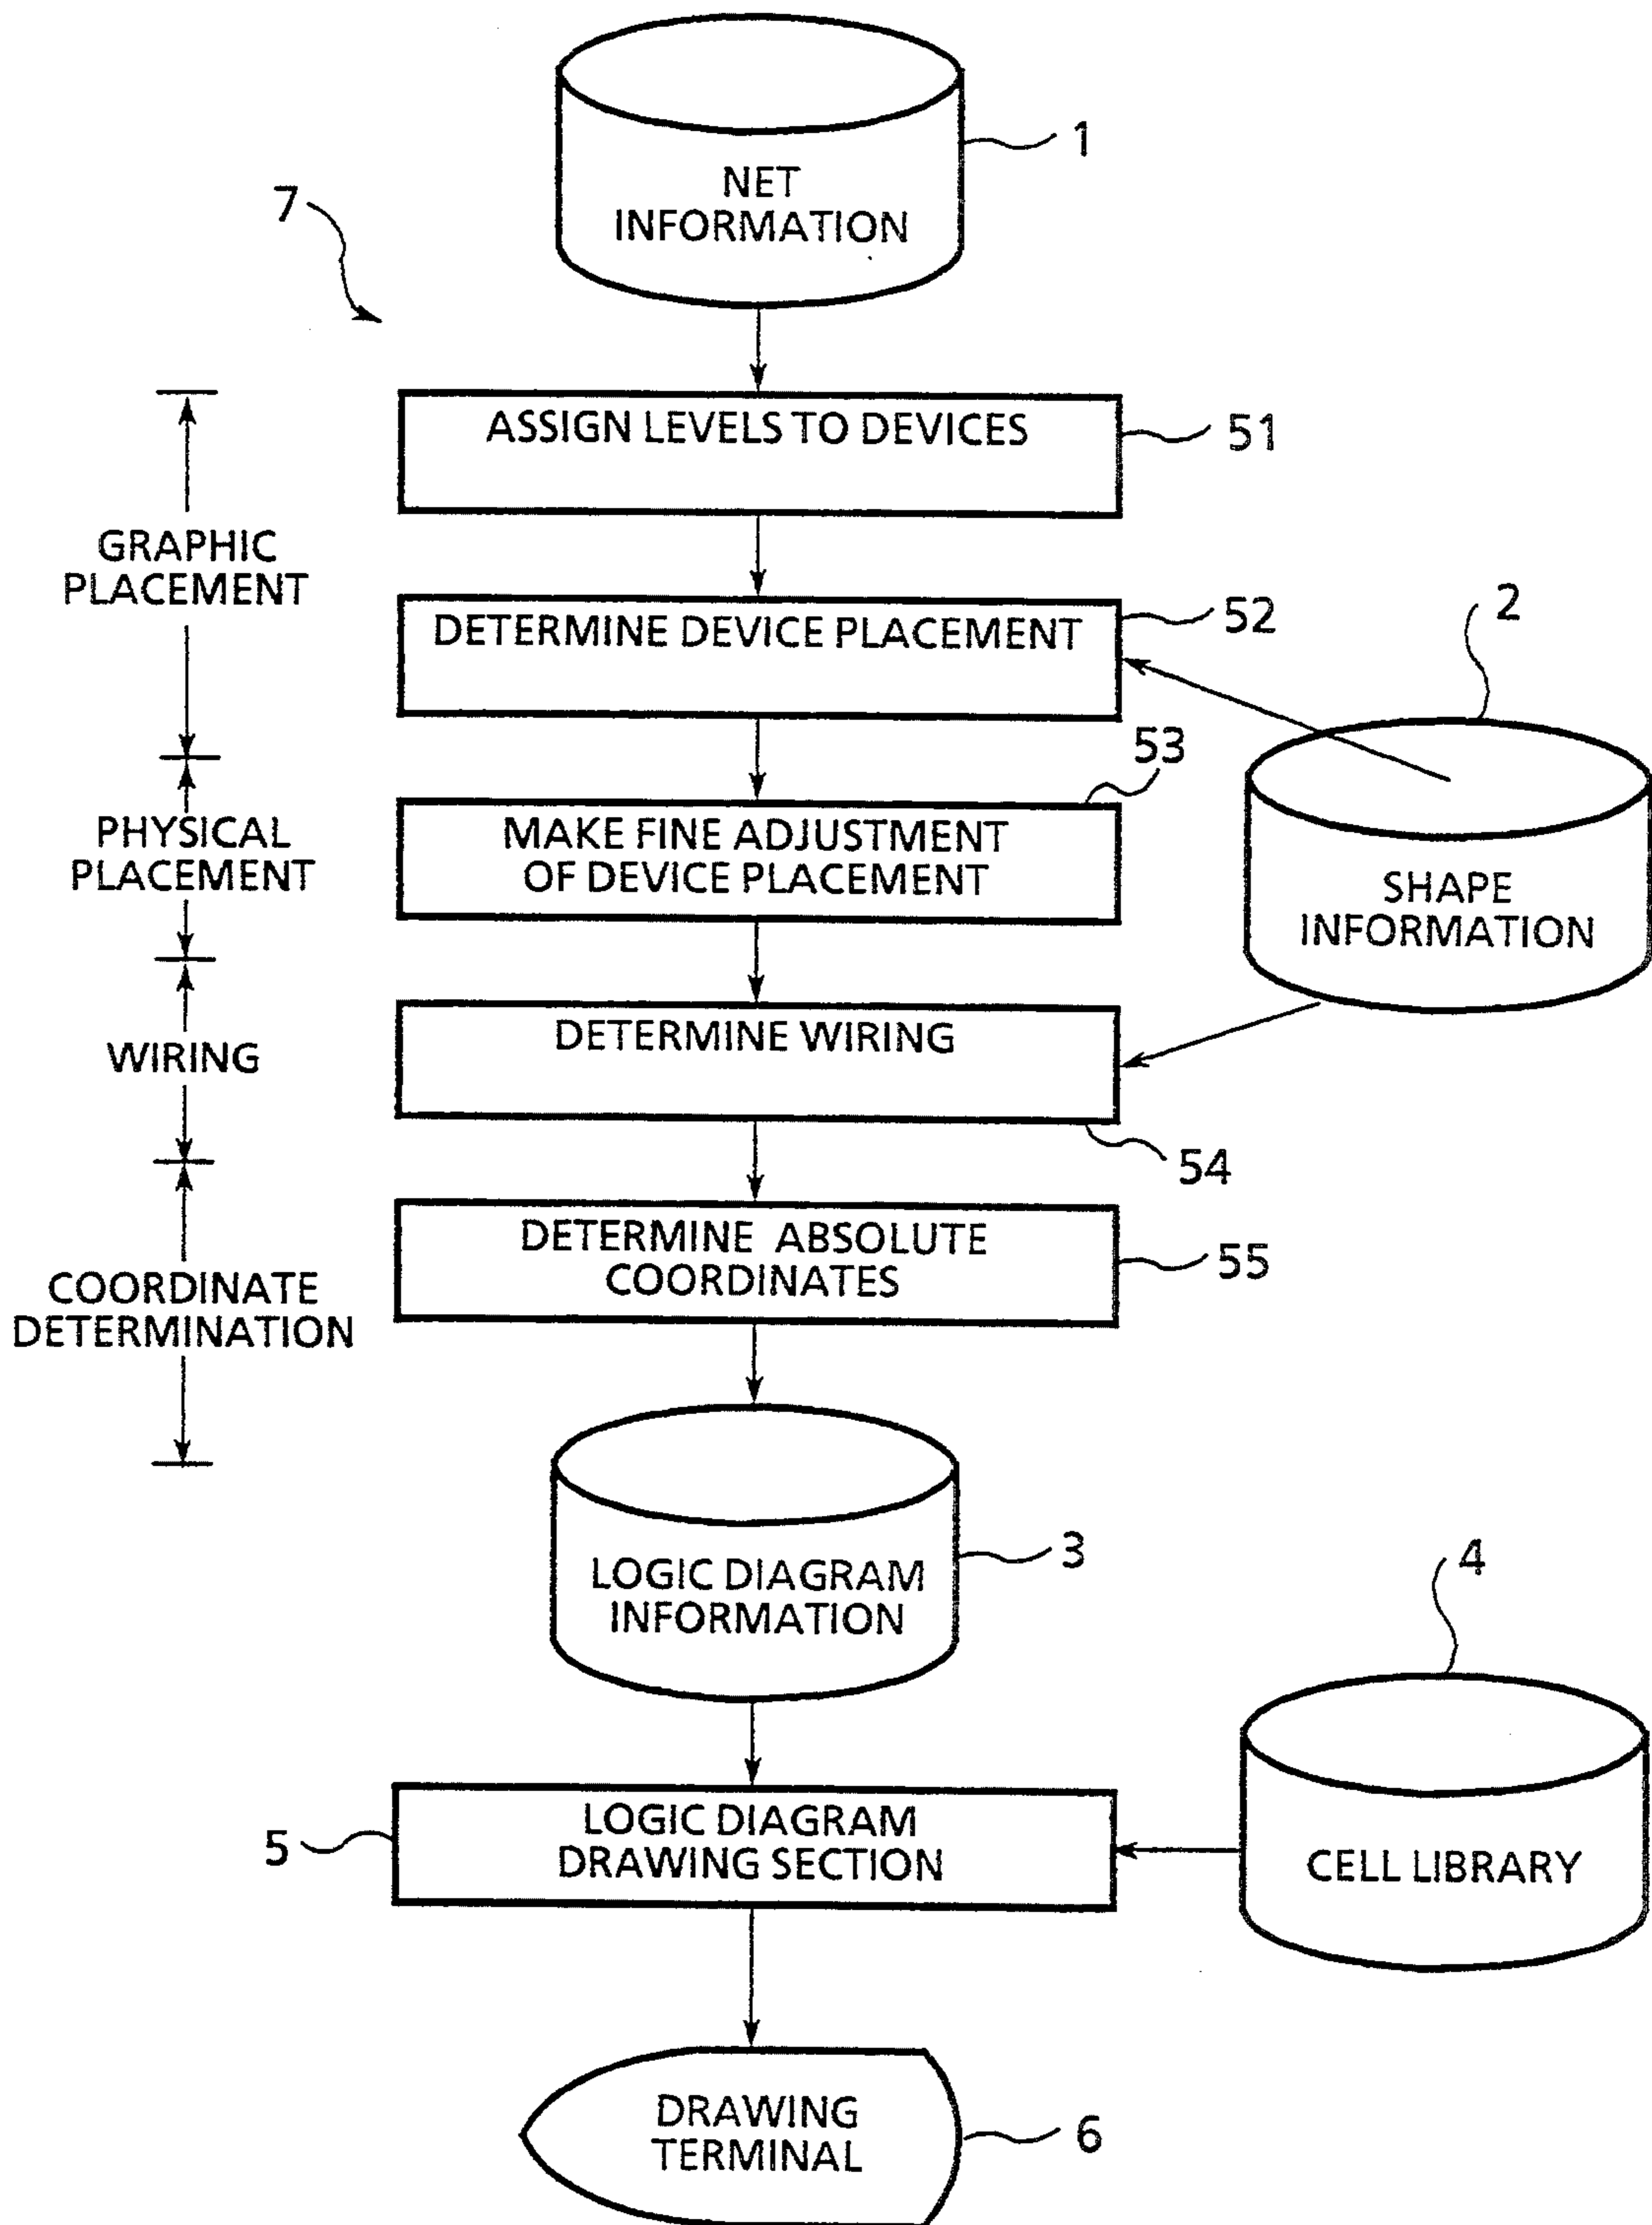 1
NET
INFORMATION
7
ASSIGN LEVELS TO DEVICES
51
GRAPHIC
PLACEMENT
DETERMINE DEVICE PLACEMENT
52
2
53
PHYSICAL
PLACEMENT
MAKE FINE ADJUSTMENT
OF DEVICE PLACEMENT
SHAPE
INFORMATION
WIRING
DETERMINE WIRING
54
COORDINATE
DETERMINATION
DETERMINE ABSOLUTE
COORDINATES
55
LOGIC DIAGRAM
INFORMATION
3
4
5
LOGIC DIAGRAM
DRAWING SECTION
CELL LIBRARY
DRAWING
TERMINAL
6